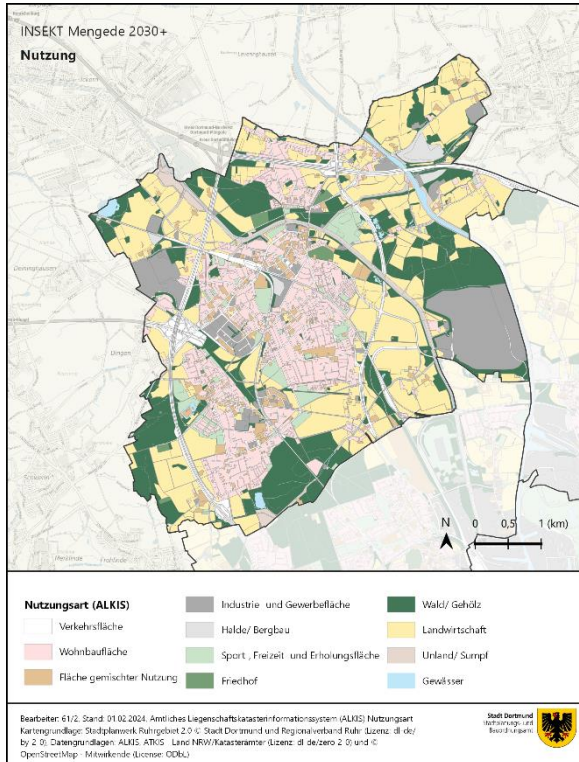 INSEKT Mengede 2030+
Nutzung
N
0 0,5 1 (km)
Nutzungsart (ALKIS)
Verkehrsfläche
Wohnbaufläche
Fläche gemischter Nutzung
Industrie und Gewerbefläche
Halde/ Bergbau
Sport , Freizeit und Erholungsfläche
Friedhof
Wald/ Gehölz
Landwirtschaft
Unland/ Sumpf
Gewässer
Bearbeiter: 61/2, Stand: 01.02.2024, Amtliches Liegenschaftskatasterinformationssystem (ALKIS) Nutzungsart
Kartengrundlage: Stadtplanwerk Ruhrgebiet 2.0 © Stadt Dortmund und Regionalverband Ruhr (Lizenz: dl-de/
by 2 0), Datengrundlagen: ALKIS, ATKIS Land NRW/Katasterämter (Lizenz: dl de/zero 2 0) und ©
OpenStreetMap - Mitwirkende (License: ODbL)
Stadt Dortmund
Stadtplanungs- und
Bauordnungsamt